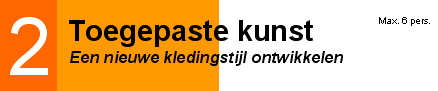 2
Toegepaste kunst
Max. 6 pers.
Een nieuwe kledingstijl ontwikkelen